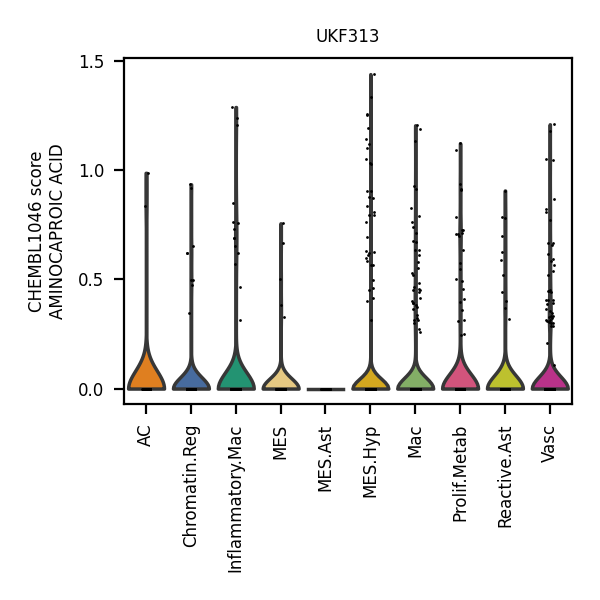 UKF313
CHEMBL1046 score
AMINOCAPROIC ACID
1.5
1.0
0.5
0.0
AC
Chromatin.Reg
Inflammatory.Mac
MES
MES.Ast
MES.Hyp
Mac
Prolif.Metab
Reactive.Ast
Vasc